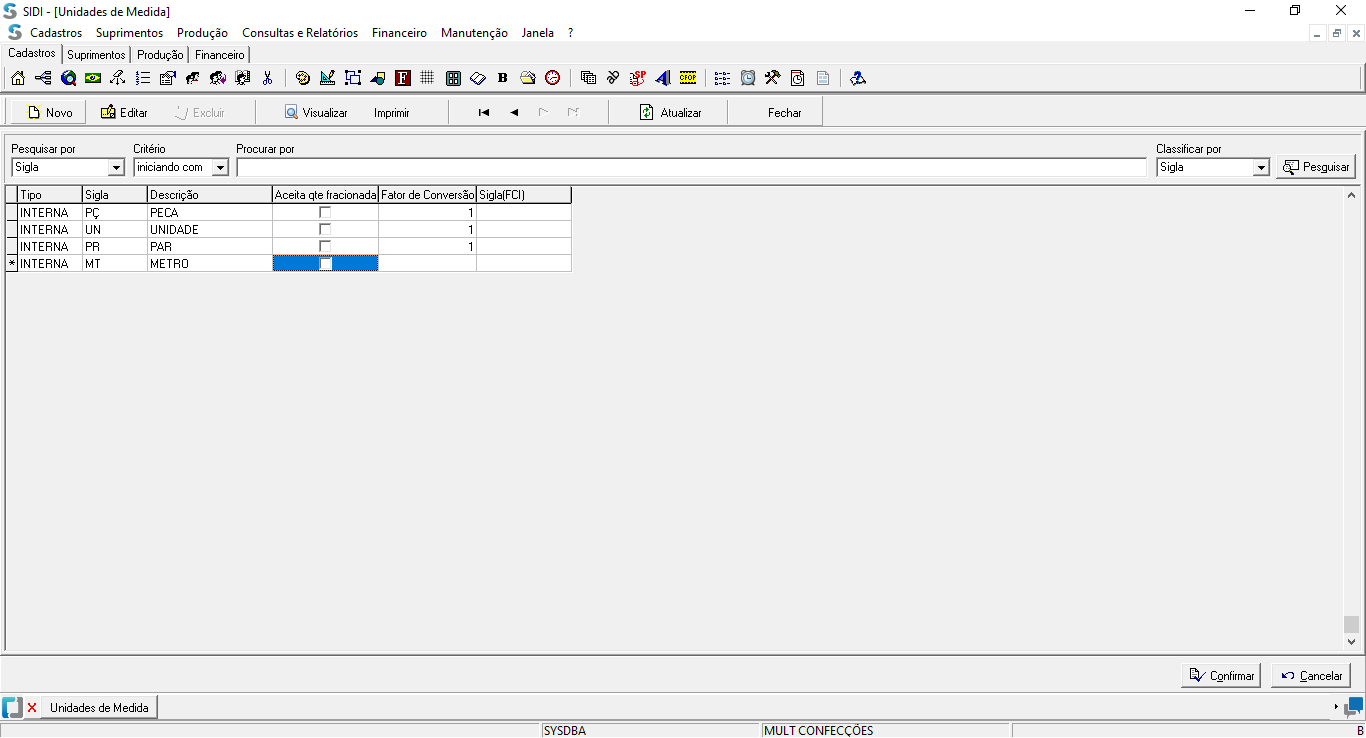 SIDI - [Unidades de Medida]
Cadastros Suprimentos Produção Consultas e Relatórios Financeiro Manutenção Janela ?
Cadastros Suprimentos Produção Financeiro
F B SP CFOP
Novo Editar Excluir Visualizar Imprimir Atualizar Fechar
Pesquisar por Critério Procurar por Classificar por
Sigla iniciando com Sigla Pesquisar
Tipo Sigla Descrição Aceita qte fracionada Fator de Conversão Sigla(FCI)
INTERNA PÇ PECA 1
INTERNA UN UNIDADE 1
INTERNA PR PAR 1
* INTERNA MT METRO
Confirmar Cancelar
Unidades de Medida
SYSDBA MULT CONFECÇÕES B